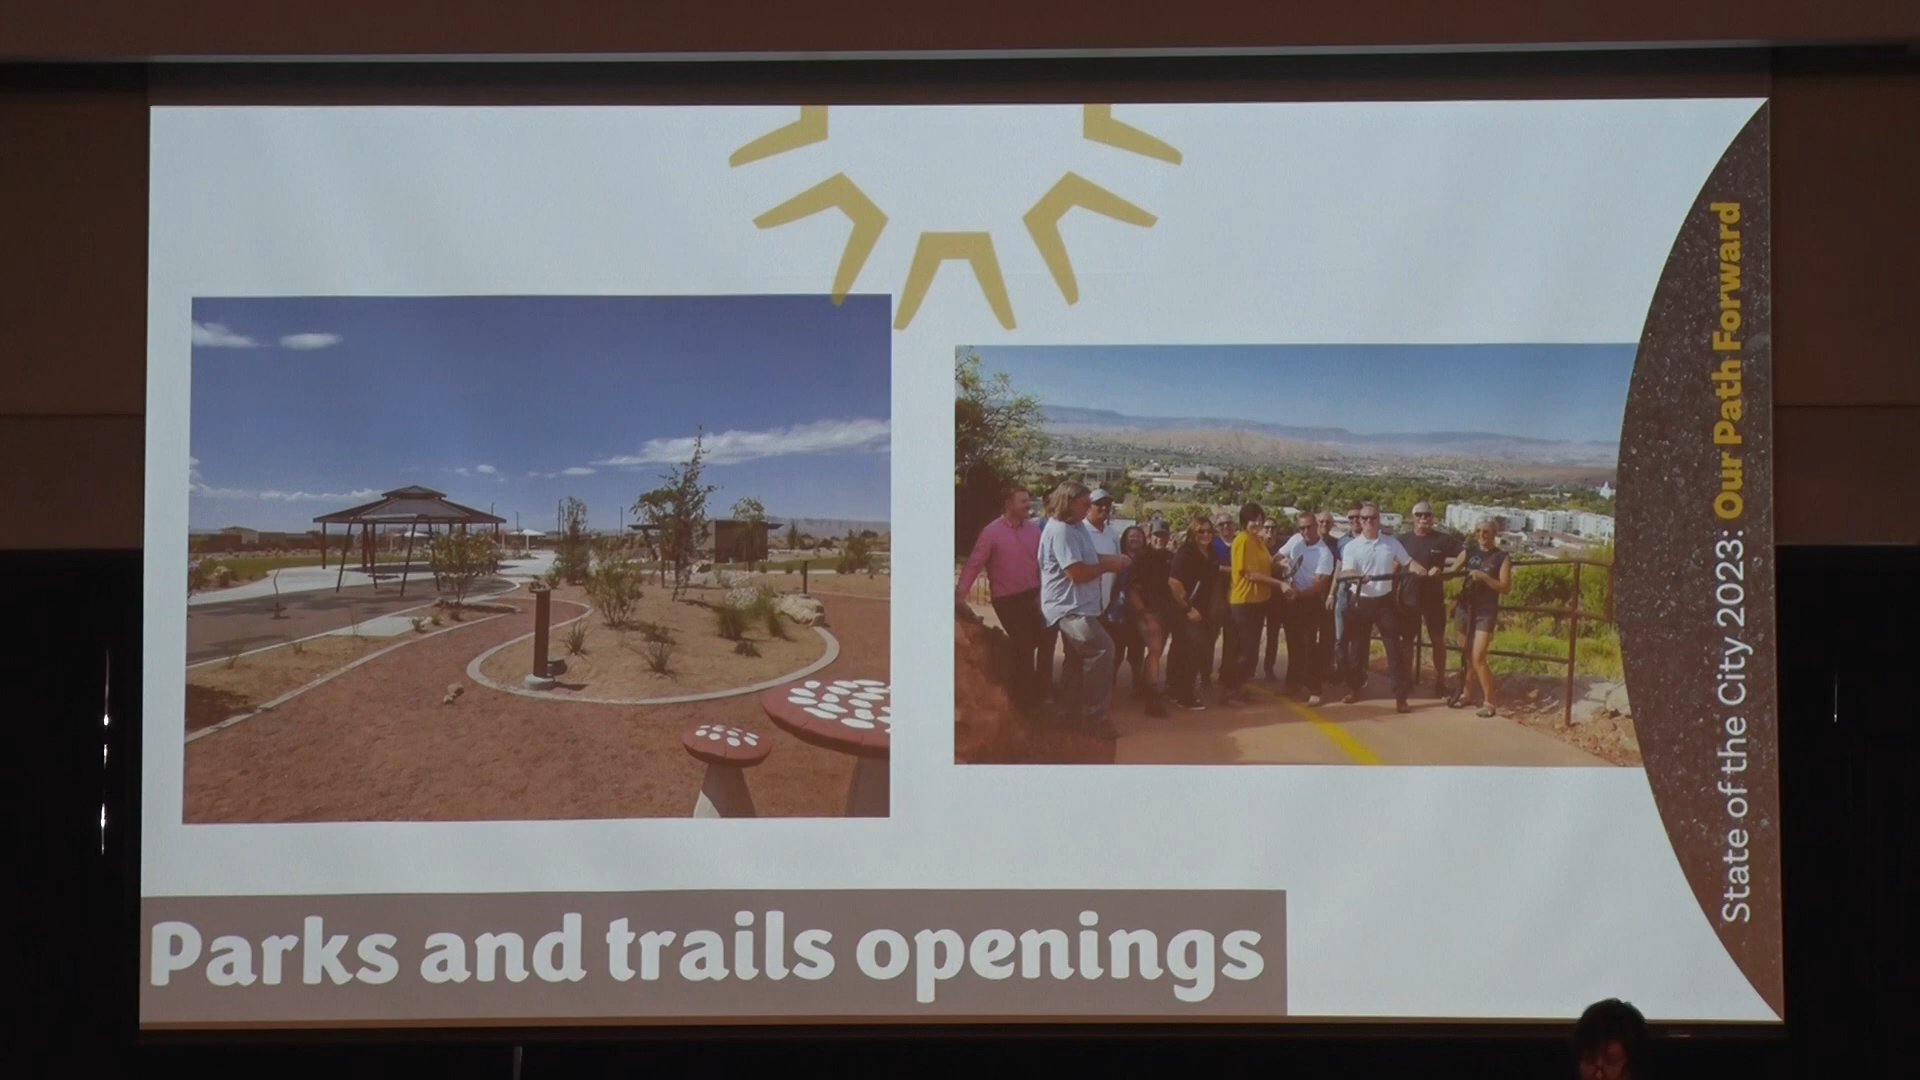 Parks and trails openings
State of the City 2023: Our Path Forward